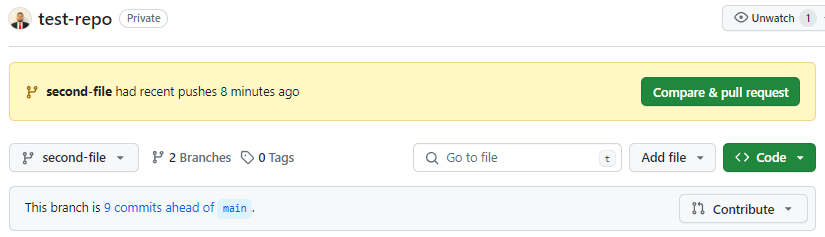 test-repo Private Unwatch 1
second-file had recent pushes 8 minutes ago Compare & pull request
second-file 2 Branches 0 Tags Go to file t Add file <> Code
This branch is 9 commits ahead of main. Contribute